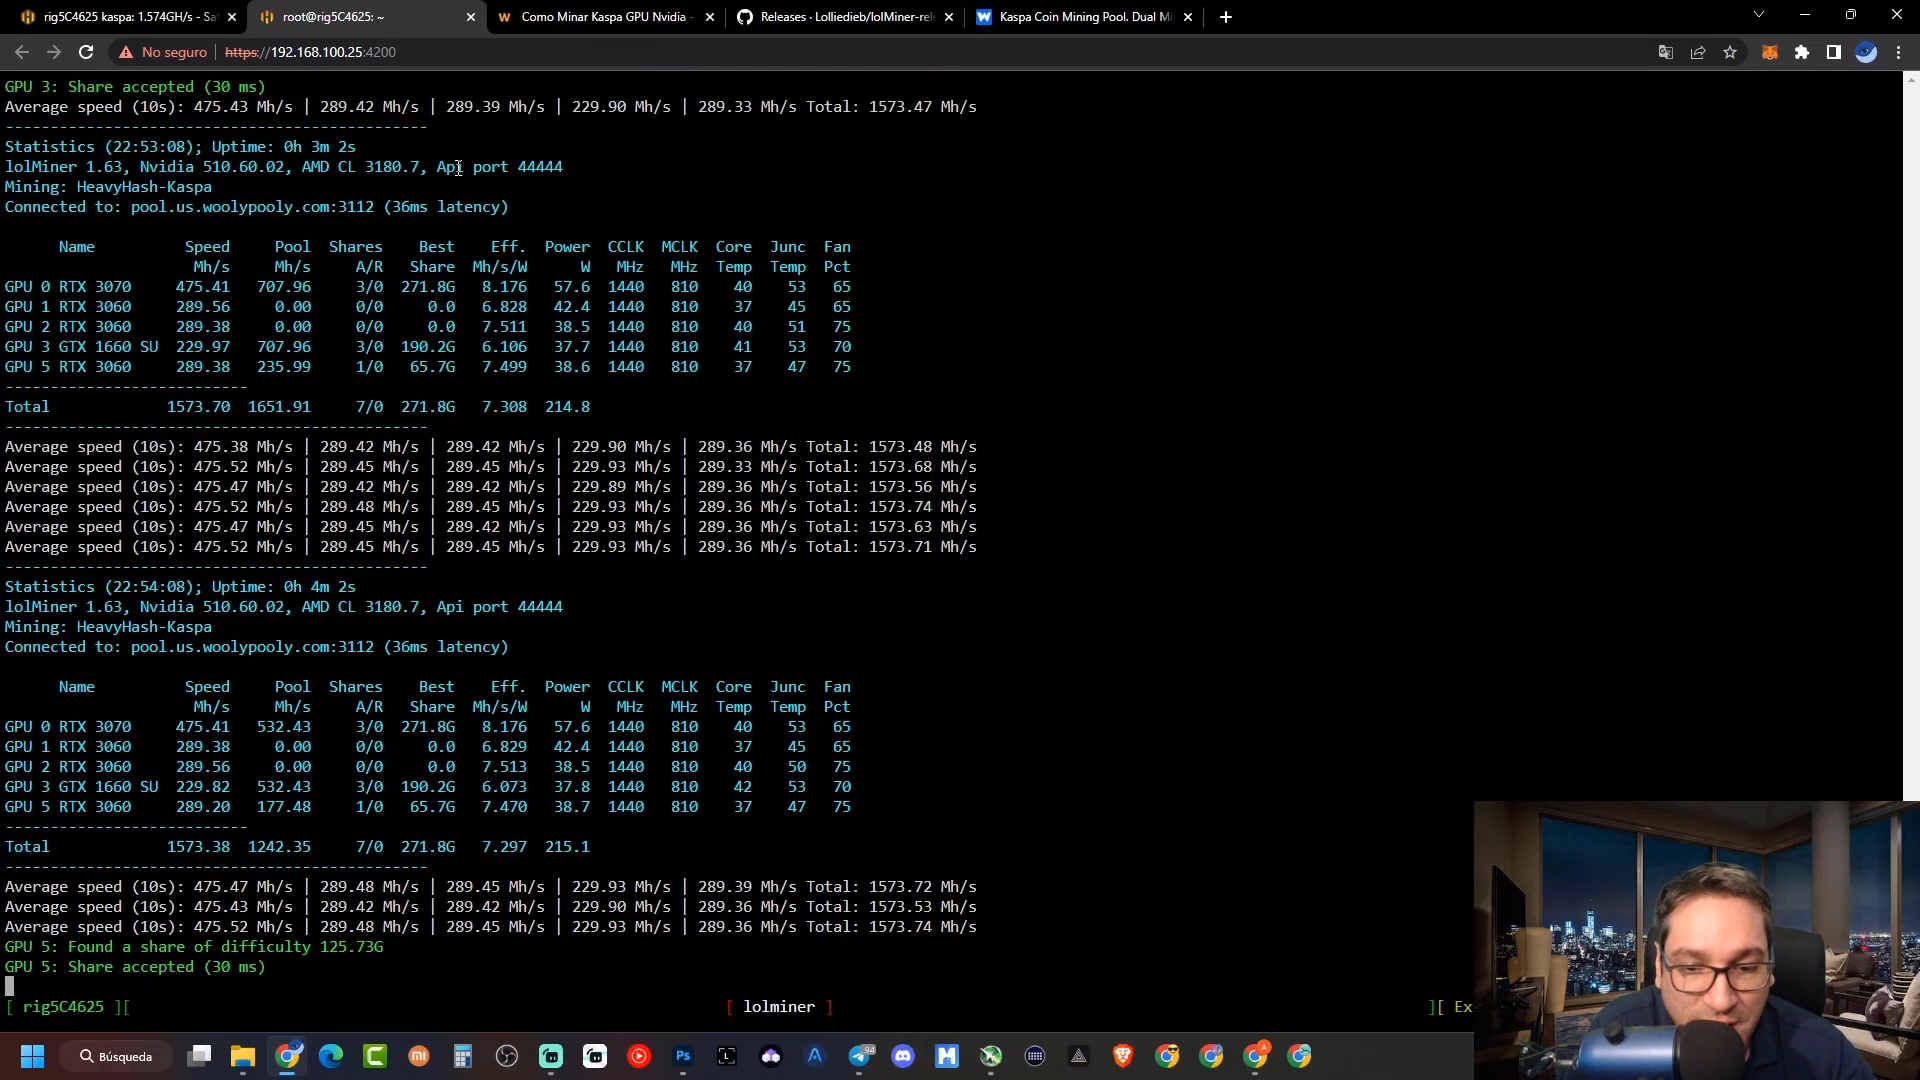 rig5C4625 kaspa: 1.574GH/s - Sat
root@rig5C4625: ~
Como Minar Kaspa GPU Nvidia -
Releases · Lolliedieb/lolMiner-rel
Kaspa Coin Mining Pool. Dual Mi
No seguro https://192.168.100.25:4200
GPU 3: Share accepted (30 ms)
Average speed (10s): 475.43 Mh/s | 289.42 Mh/s | 289.39 Mh/s | 229.90 Mh/s | 289.33 Mh/s Total: 1573.47 Mh/s
-----------------------------------------------
Statistics (22:53:08); Uptime: 0h 3m 2s
lolMiner 1.63, Nvidia 510.60.02, AMD CL 3180.7, Api port 44444
Mining: HeavyHash-Kaspa
Connected to: pool.us.woolypooly.com:3112 (36ms latency)
Name Speed Pool Shares Best Eff. Power CCLK MCLK Core Junc Fan
Mh/s Mh/s A/R Share Mh/s/W W MHz MHz Temp Temp Pct
GPU 0 RTX 3070 475.41 707.96 3/0 271.8G 8.176 57.6 1440 810 40 53 65
GPU 1 RTX 3060 289.56 0.00 0/0 0.0 6.828 42.4 1440 810 37 45 65
GPU 2 RTX 3060 289.38 0.00 0/0 0.0 7.511 38.5 1440 810 40 51 75
GPU 3 GTX 1660 SU 229.97 707.96 3/0 190.2G 6.106 37.7 1440 810 41 53 70
GPU 5 RTX 3060 289.38 235.99 1/0 65.7G 7.499 38.6 1440 810 37 47 75
---------------------------
Total 1573.70 1651.91 7/0 271.8G 7.308 214.8
-----------------------------------------------
Average speed (10s): 475.38 Mh/s | 289.42 Mh/s | 289.42 Mh/s | 229.90 Mh/s | 289.36 Mh/s Total: 1573.48 Mh/s
Average speed (10s): 475.52 Mh/s | 289.45 Mh/s | 289.45 Mh/s | 229.93 Mh/s | 289.33 Mh/s Total: 1573.68 Mh/s
Average speed (10s): 475.47 Mh/s | 289.42 Mh/s | 289.42 Mh/s | 229.89 Mh/s | 289.36 Mh/s Total: 1573.56 Mh/s
Average speed (10s): 475.52 Mh/s | 289.48 Mh/s | 289.45 Mh/s | 229.93 Mh/s | 289.36 Mh/s Total: 1573.74 Mh/s
Average speed (10s): 475.47 Mh/s | 289.45 Mh/s | 289.42 Mh/s | 229.93 Mh/s | 289.36 Mh/s Total: 1573.63 Mh/s
Average speed (10s): 475.52 Mh/s | 289.45 Mh/s | 289.45 Mh/s | 229.93 Mh/s | 289.36 Mh/s Total: 1573.71 Mh/s
-----------------------------------------------
Statistics (22:54:08); Uptime: 0h 4m 2s
lolMiner 1.63, Nvidia 510.60.02, AMD CL 3180.7, Api port 44444
Mining: HeavyHash-Kaspa
Connected to: pool.us.woolypooly.com:3112 (36ms latency)
Name Speed Pool Shares Best Eff. Power CCLK MCLK Core Junc Fan
Mh/s Mh/s A/R Share Mh/s/W W MHz MHz Temp Temp Pct
GPU 0 RTX 3070 475.41 532.43 3/0 271.8G 8.176 57.6 1440 810 40 53 65
GPU 1 RTX 3060 289.38 0.00 0/0 0.0 6.829 42.4 1440 810 37 45 65
GPU 2 RTX 3060 289.56 0.00 0/0 0.0 7.513 38.5 1440 810 40 50 75
GPU 3 GTX 1660 SU 229.82 532.43 3/0 190.2G 6.073 37.8 1440 810 42 53 70
GPU 5 RTX 3060 289.20 177.48 1/0 65.7G 7.470 38.7 1440 810 37 47 75
---------------------------
Total 1573.38 1242.35 7/0 271.8G 7.297 215.1
-----------------------------------------------
Average speed (10s): 475.47 Mh/s | 289.48 Mh/s | 289.45 Mh/s | 229.93 Mh/s | 289.39 Mh/s Total: 1573.72 Mh/s
Average speed (10s): 475.43 Mh/s | 289.42 Mh/s | 289.42 Mh/s | 229.90 Mh/s | 289.36 Mh/s Total: 1573.53 Mh/s
Average speed (10s): 475.52 Mh/s | 289.48 Mh/s | 289.45 Mh/s | 229.93 Mh/s | 289.36 Mh/s Total: 1573.74 Mh/s
GPU 5: Found a share of difficulty 125.73G
GPU 5: Share accepted (30 ms)
[ rig5C4625 ][ [ lolminer ] ][ Ex
Búsqueda
94